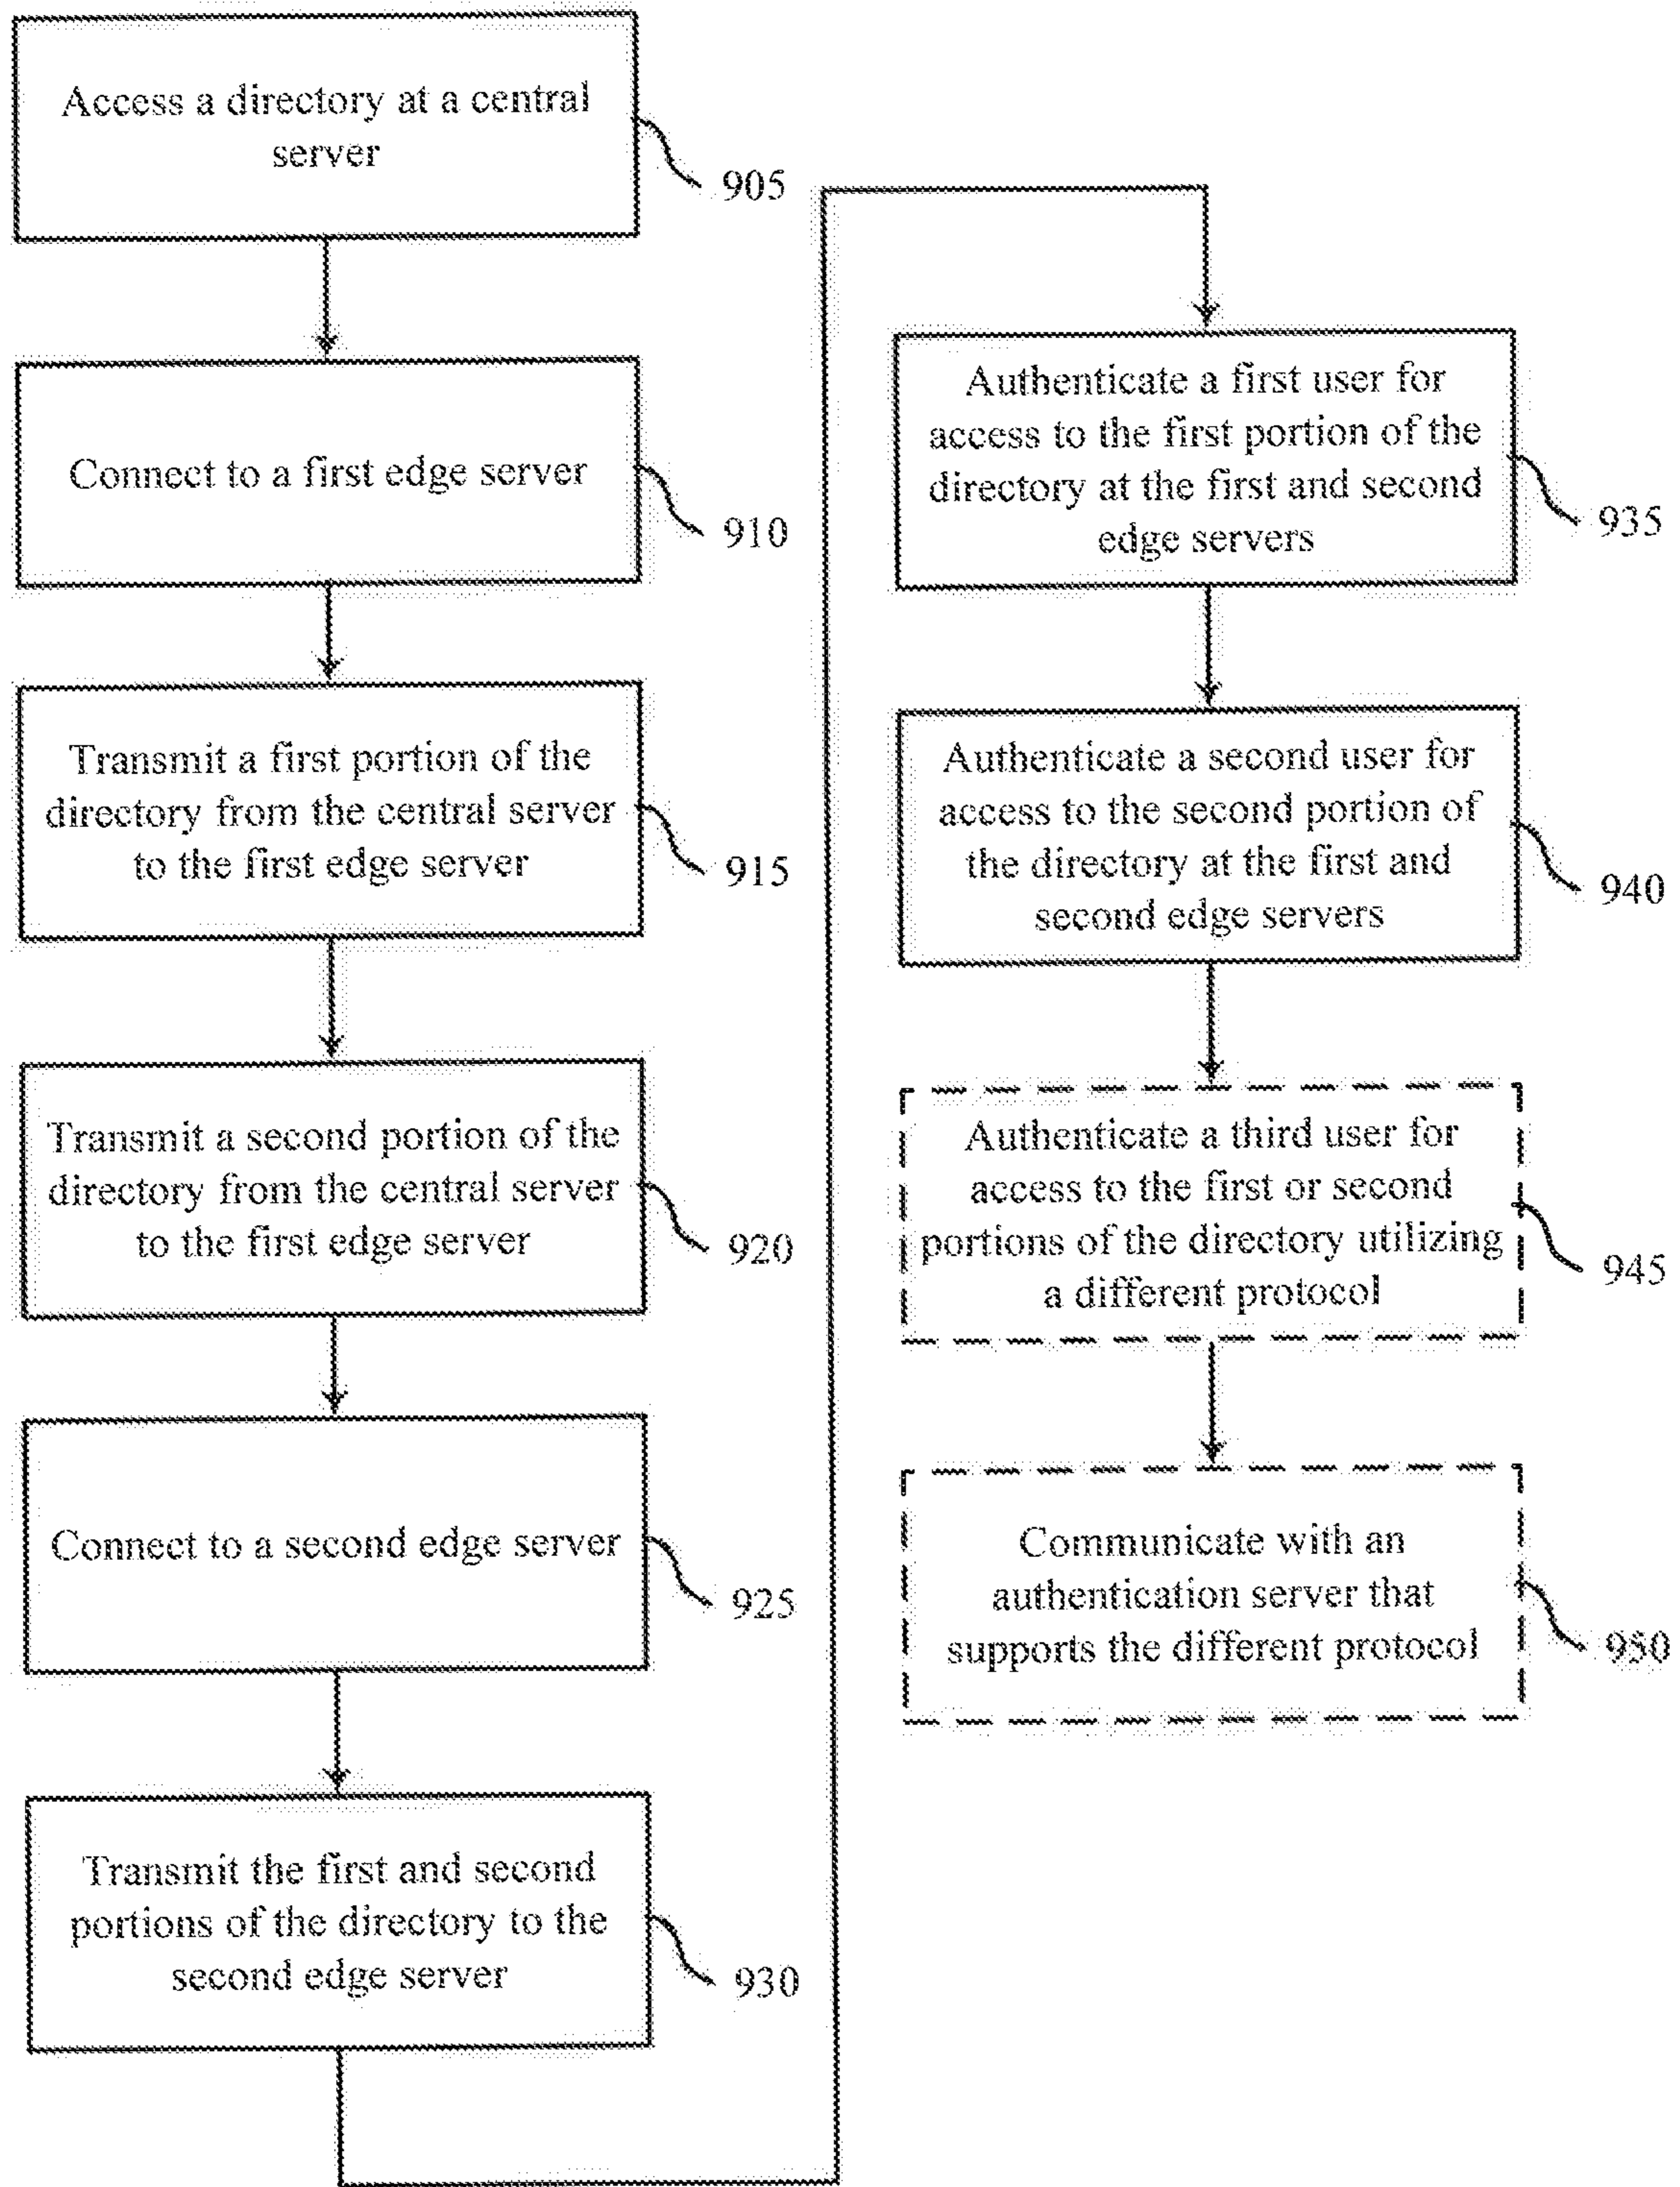 Access a directory at a central
server
905
Connect to a first edge server
910
Transmit a first portion of the
directory from the central server
to the first edge server
915
Transmit a second portion of the
directory from the central server
to the first edge server
920
Connect to a second edge server
925
Transmit the first and second
portions of the directory to the
second edge server
930
Authenticate a first user for
access to the first portion of the
directory at the first and second
edge servers
935
Authenticate a second user for
access to the second portion of
the directory at the first and
second edge servers
940
Authenticate a third user for
access to the first or second
portions of the directory utilizing
a different protocol
945
Communicate with an
authentication server that
supports the different protocol
950